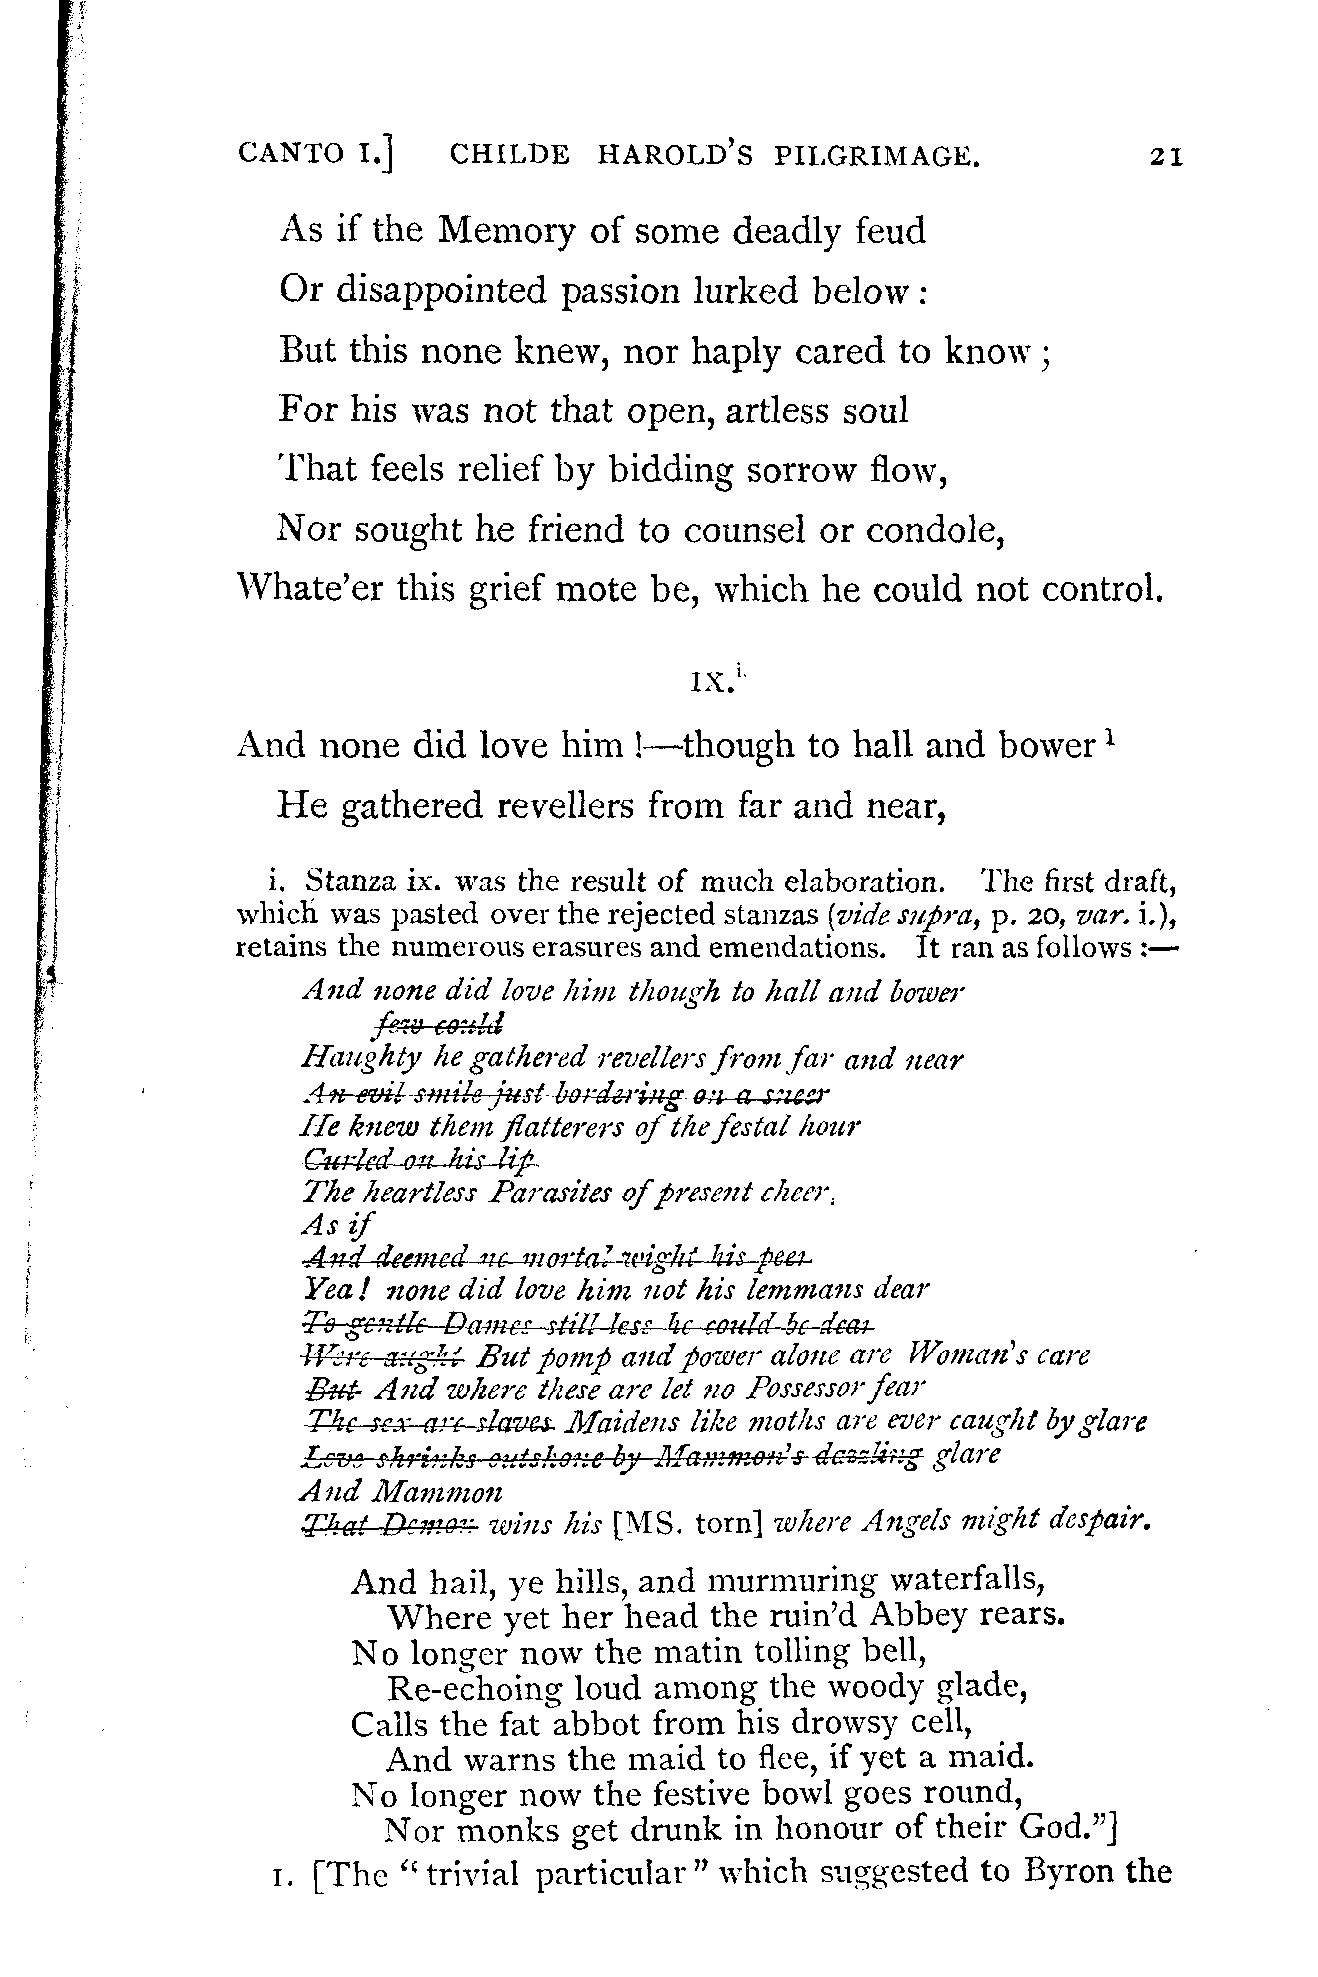 CANTO I.] CHILDE HAROLD'S PILGRIMAGE. 21
As if the Memory of some deadly feud
Or disappointed passion lurked below :
But this none knew, nor haply cared to know ;
For his was not that open, artless soul
That feels relief by bidding sorrow flow,
Nor sought he friend to counsel or condole,
Whate'er this grief mote be, which he could not control.
IX.i.
And none did love him !—though to hall and bower 1
He gathered revellers from far and near,
i. Stanza ix. was the result of much elaboration. The first draft,
which was pasted over the rejected stanzas (vide supra, p. 20, var. i.),
retains the numerous erasures and emendations. It ran as follows :—
And none did love him though to hall and bower
few could
Haughty he gathered revellers from far and near
An evil smile just bordering on a sneer
He knew them flatterers of the festal hour
Curled on his lip
The heartless Parasites of present cheer,
As if
And deemed no mortal wight his peer
Yea! none did love him not his lemmans dear
To gentle Dames still less he could be dear
Were aught But pomp and power alone are Woman's care
But And where these are let no Possessor fear
The sex are slaves Maidens like moths are ever caught by glare
Love shrinks outshone by Mammon's dazzling glare
And Mammon
That Demon wins his [MS. torn] where Angels might despair.
And hail, ye hills, and murmuring waterfalls,
Where yet her head the ruin'd Abbey rears.
No longer now the matin tolling bell,
Re-echoing loud among the woody glade,
Calls the fat abbot from his drowsy cell,
And warns the maid to flee, if yet a maid.
No longer now the festive bowl goes round,
Nor monks get drunk in honour of their God."]
1. [The "trivial particular" which suggested to Byron the